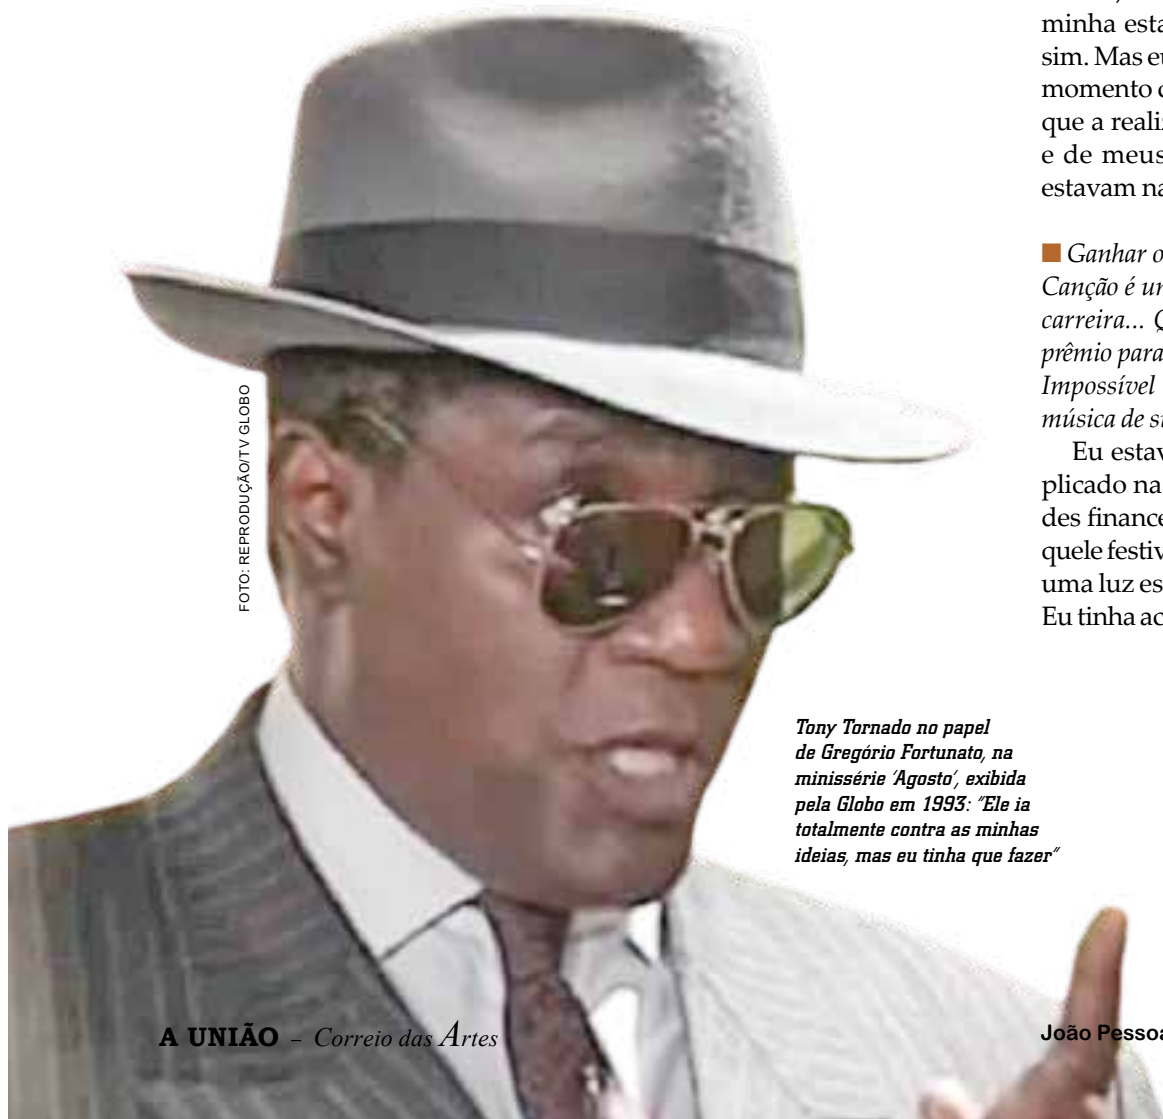 minha esta
sim. Mas eu
momento
que a realiz
e de meus
estavam na
■ Ganhar o
Canção é un
carreira...
prêmio para
Impossível
música de si
Eu estav
plicado na
des finance
quele festiv
uma luz es
Eu tinha ac
FOTO: REPRODUÇÃO/TV GLOBO
Tony Tornado no papel
de Gregório Fortunato, na
minissérie ‘Agosto’, exibida
pela Globo em 1993: “Ele ia
totalmente contra as minhas
ideias, mas eu tinha que fazer”
A UNIÃO – Correio das Artes
João Pessoa